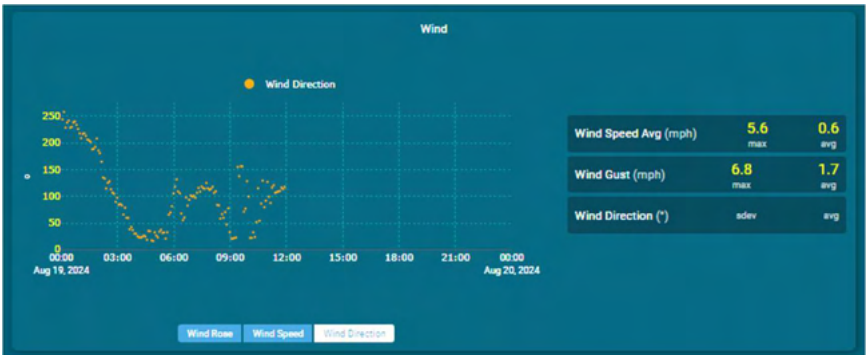 Wind
Wind Direction
250
200
150
100
50
0
°
00:00 03:00 06:00 09:00 12:00 15:00 18:00 21:00 00:00
Aug 19, 2024 Aug 20, 2024
Wind Rose Wind Speed Wind Direction
Wind Speed Avg (mph) 5.6 0.6
max avg
Wind Gust (mph) 6.8 1.7
max avg
Wind Direction (°) sdev avg